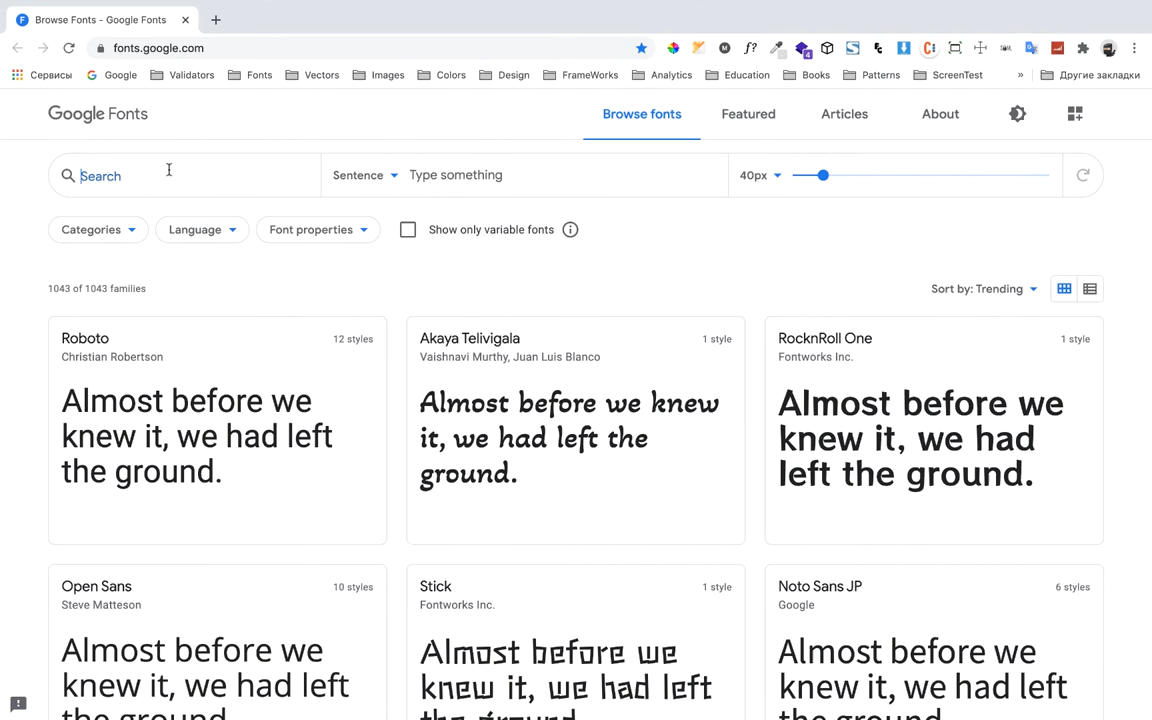 Browse Fonts - Google Fonts
fonts.google.com
Сервисы Google Validators Fonts Vectors Images Colors Design FrameWorks Analytics Education Books Patterns ScreenTest » Другие закладки
Google Fonts Browse fonts Featured Articles About
Search Sentence Type something 40px
Categories Language Font properties Show only variable fonts
1043 of 1043 families Sort by: Trending
Roboto 12 styles
Christian Robertson
Almost before we
knew it, we had left
the ground.
Akaya Telivigala 1 style
Vaishnavi Murthy, Juan Luis Blanco
Almost before we knew
it, we had left the
ground.
RocknRoll One 1 style
Fontworks Inc.
Almost before we
knew it, we had
left the ground.
Open Sans 10 styles
Steve Matteson
Almost before we
knew it, we had left
the ground.
Stick 1 style
Fontworks Inc.
Almost before we
knew it, we had left
the ground.
Noto Sans JP 6 styles
Google
Almost before we
knew it, we had left